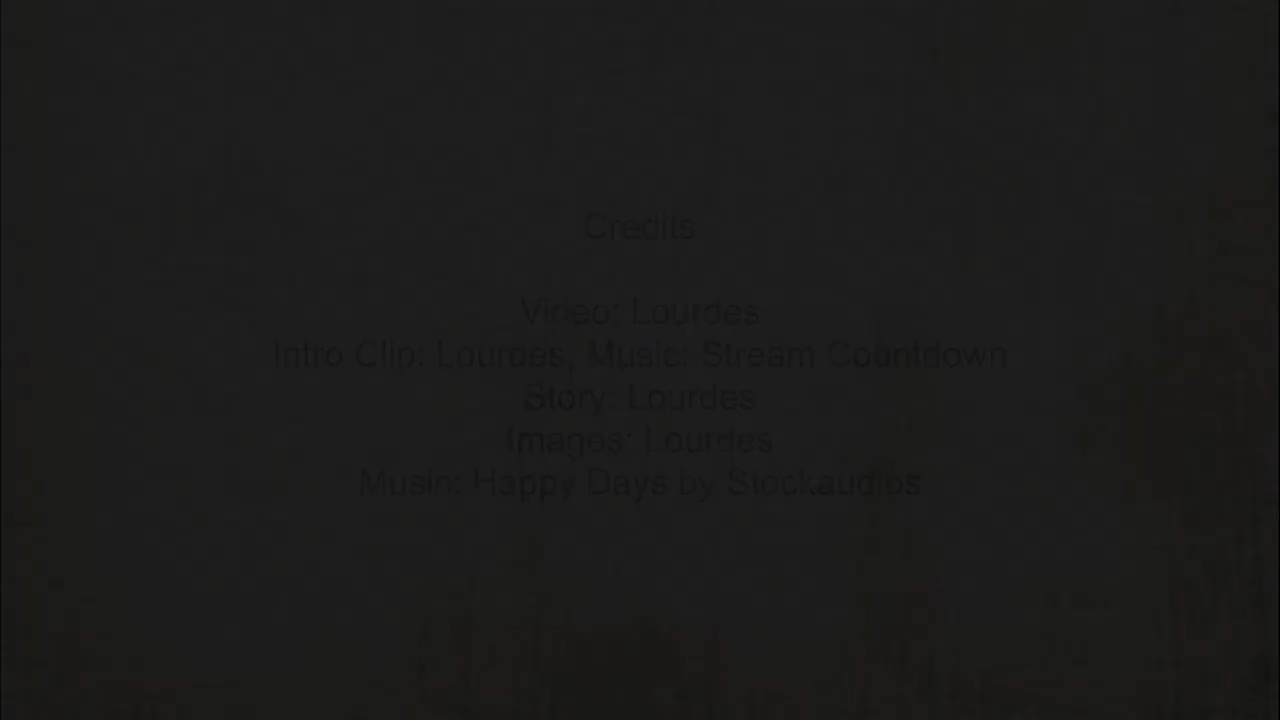 Credits
Video: Lourdes
Intro Clip: Lourdes, Music: Stream Countdown
Story: Lourdes
Images: Lourdes
Music: Happy Days by Stockaudios